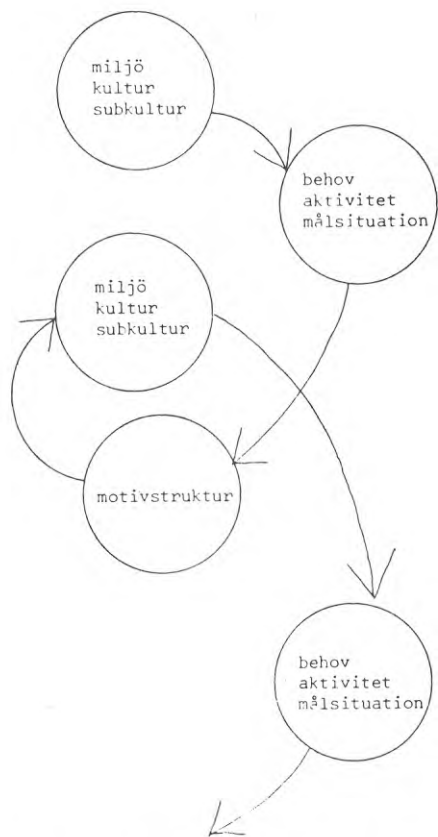 miljö
kultur
subkultur
behov
aktivitet
målsituation
miljö
kultur
subkultur
motivstruktur
behov
aktivitet
målsituation